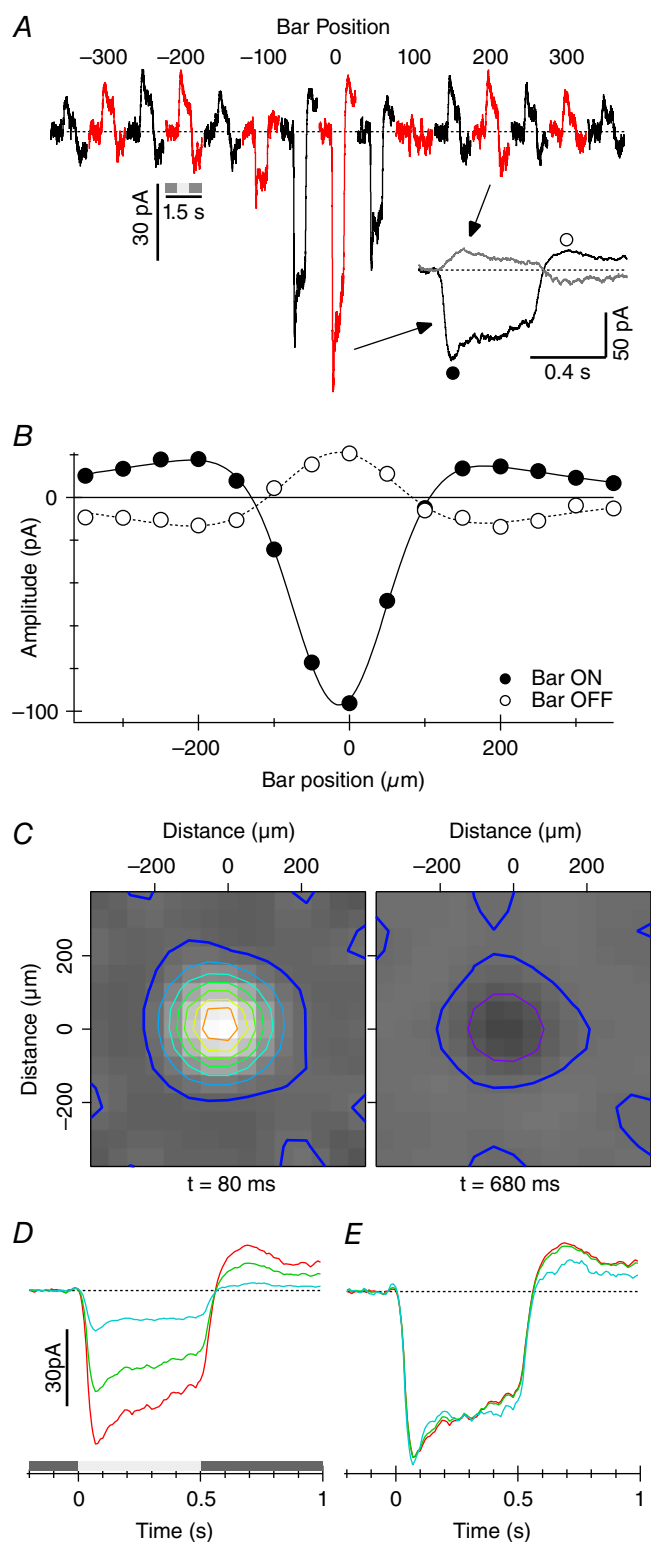 A
Bar Position
−300 −200 −100 0 100 200 300
30 pA
1.5 s
50 pA
0.4 s
B
0
−100
Amplitude (pA)
Bar ON
Bar OFF
−200 0 200
Bar position (µm)
C
Distance (µm) Distance (µm)
−200 0 200 −200 0 200
200
0
−200
Distance (µm)
t = 80 ms t = 680 ms
D E
30pA
0 0.5 1 0 0.5 1
Time (s) Time (s)